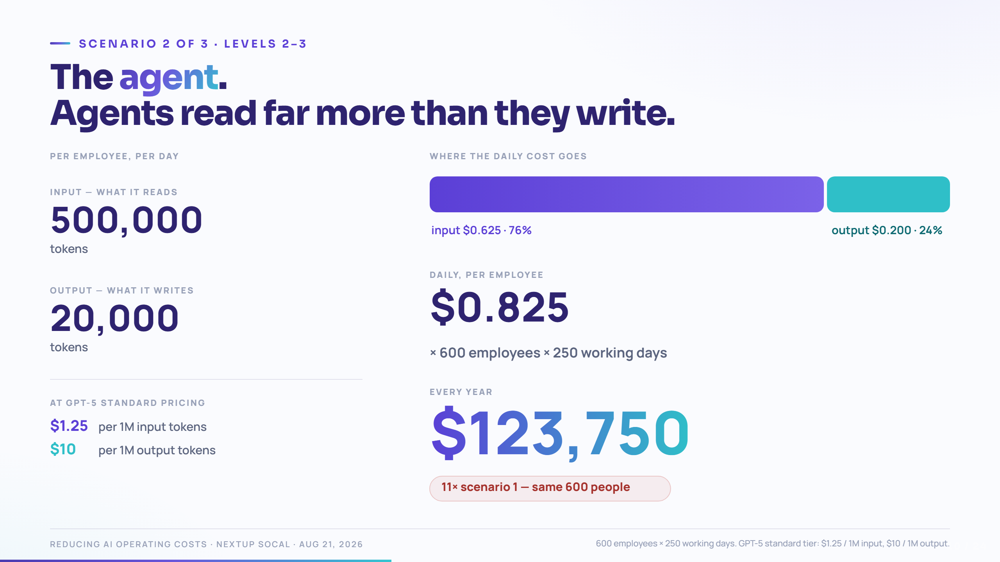 SCENARIO 2 OF 3 · LEVELS 2–3
The agent.
Agents read far more than they write.
PER EMPLOYEE, PER DAY
INPUT — WHAT IT READS
500,000
tokens
OUTPUT — WHAT IT WRITES
20,000
tokens
AT GPT-5 STANDARD PRICING
$1.25 per 1M input tokens
$10 per 1M output tokens
WHERE THE DAILY COST GOES
input $0.625 · 76%
output $0.200 · 24%
DAILY, PER EMPLOYEE
$0.825
× 600 employees × 250 working days
EVERY YEAR
$123,750
11× scenario 1 — same 600 people
REDUCING AI OPERATING COSTS · NEXTUP SOCAL · AUG 21, 2026
600 employees × 250 working days. GPT-5 standard tier: $1.25 / 1M input, $10 / 1M output.